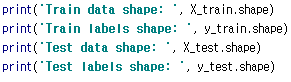 print('Train data shape: ', X_train.shape)
print('Train labels shape: ', y_train.shape)
print('Test data shape: ', X_test.shape)
print('Test labels shape: ', y_test.shape)